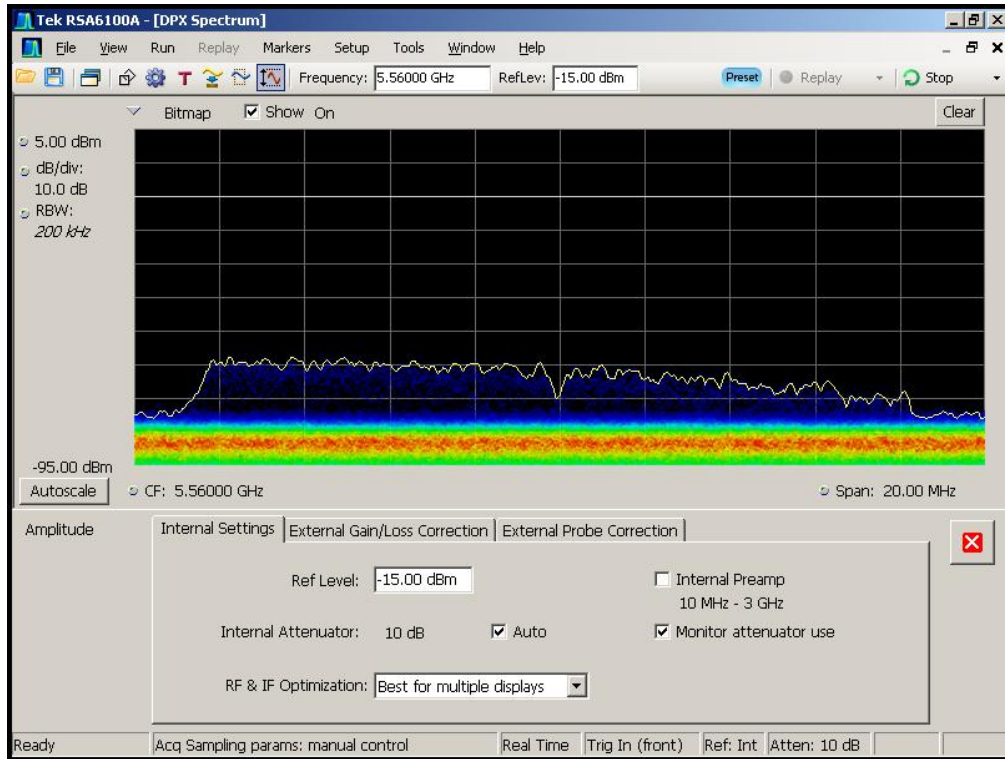 Tek RSA6100A - [DPX Spectrum]
File View Run Replay Markers Setup Tools Window Help
T Frequency: 5.56000 GHz RefLev: -15.00 dBm Preset Replay Stop
Bitmap Show On Clear
5.00 dBm
dB/div:
10.0 dB
RBW:
200 kHz
-95.00 dBm
Autoscale CF: 5.56000 GHz Span: 20.00 MHz
Amplitude Internal Settings External Gain/Loss Correction External Probe Correction
Ref Level: -15.00 dBm Internal Preamp
10 MHz - 3 GHz
Internal Attenuator: 10 dB Auto Monitor attenuator use
RF & IF Optimization: Best for multiple displays
Ready Acq Sampling params: manual control Real Time Trig In (front) Ref: Int Atten: 10 dB